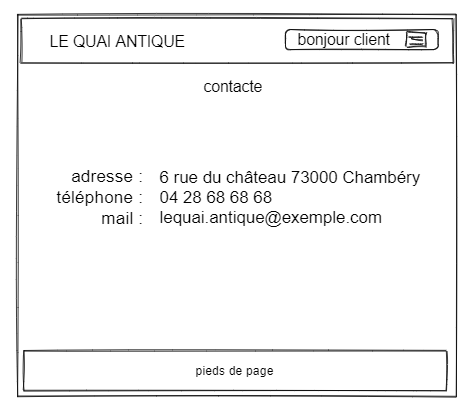 LE QUAI ANTIQUE
bonjour client
contacte
adresse : 6 rue du château 73000 Chambéry
téléphone : 04 28 68 68 68
mail : lequai.antique@exemple.com
pieds de page